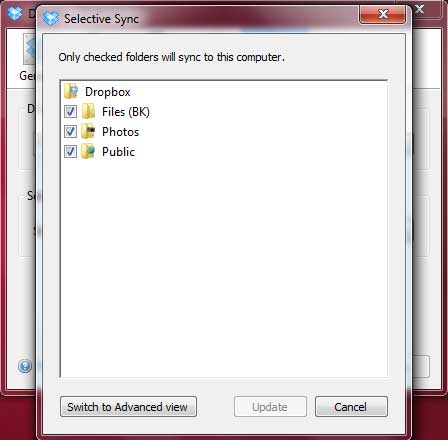 Selective Sync
Only checked folders will sync to this computer.
Dropbox
Files (BK)
Photos
Public
Switch to Advanced view
Update
Cancel